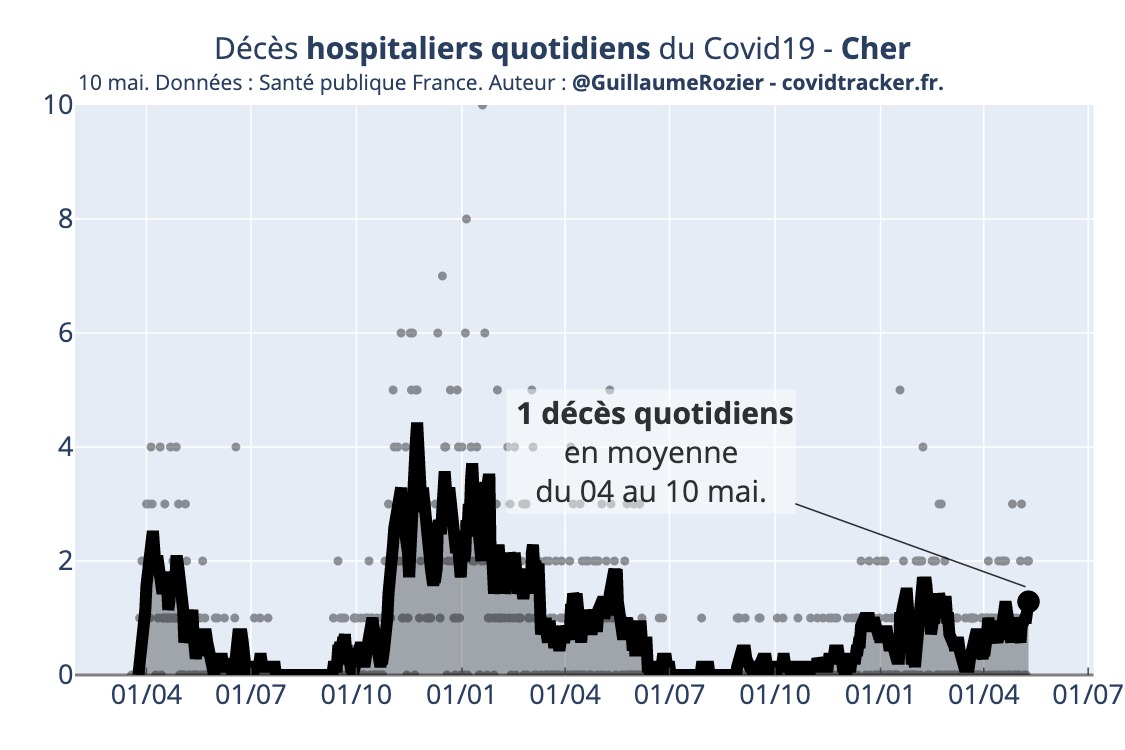 Décès hospitaliers quotidiens du Covid19 - Cher
10 mai. Données : Santé publique France. Auteur : @GuillaumeRozier - covidtracker.fr.
10
8
6
4
2
0
1 décès quotidiens
en moyenne
du 04 au 10 mai.
01/04 01/07 01/10 01/01 01/04 01/07 01/10 01/01 01/04 01/07